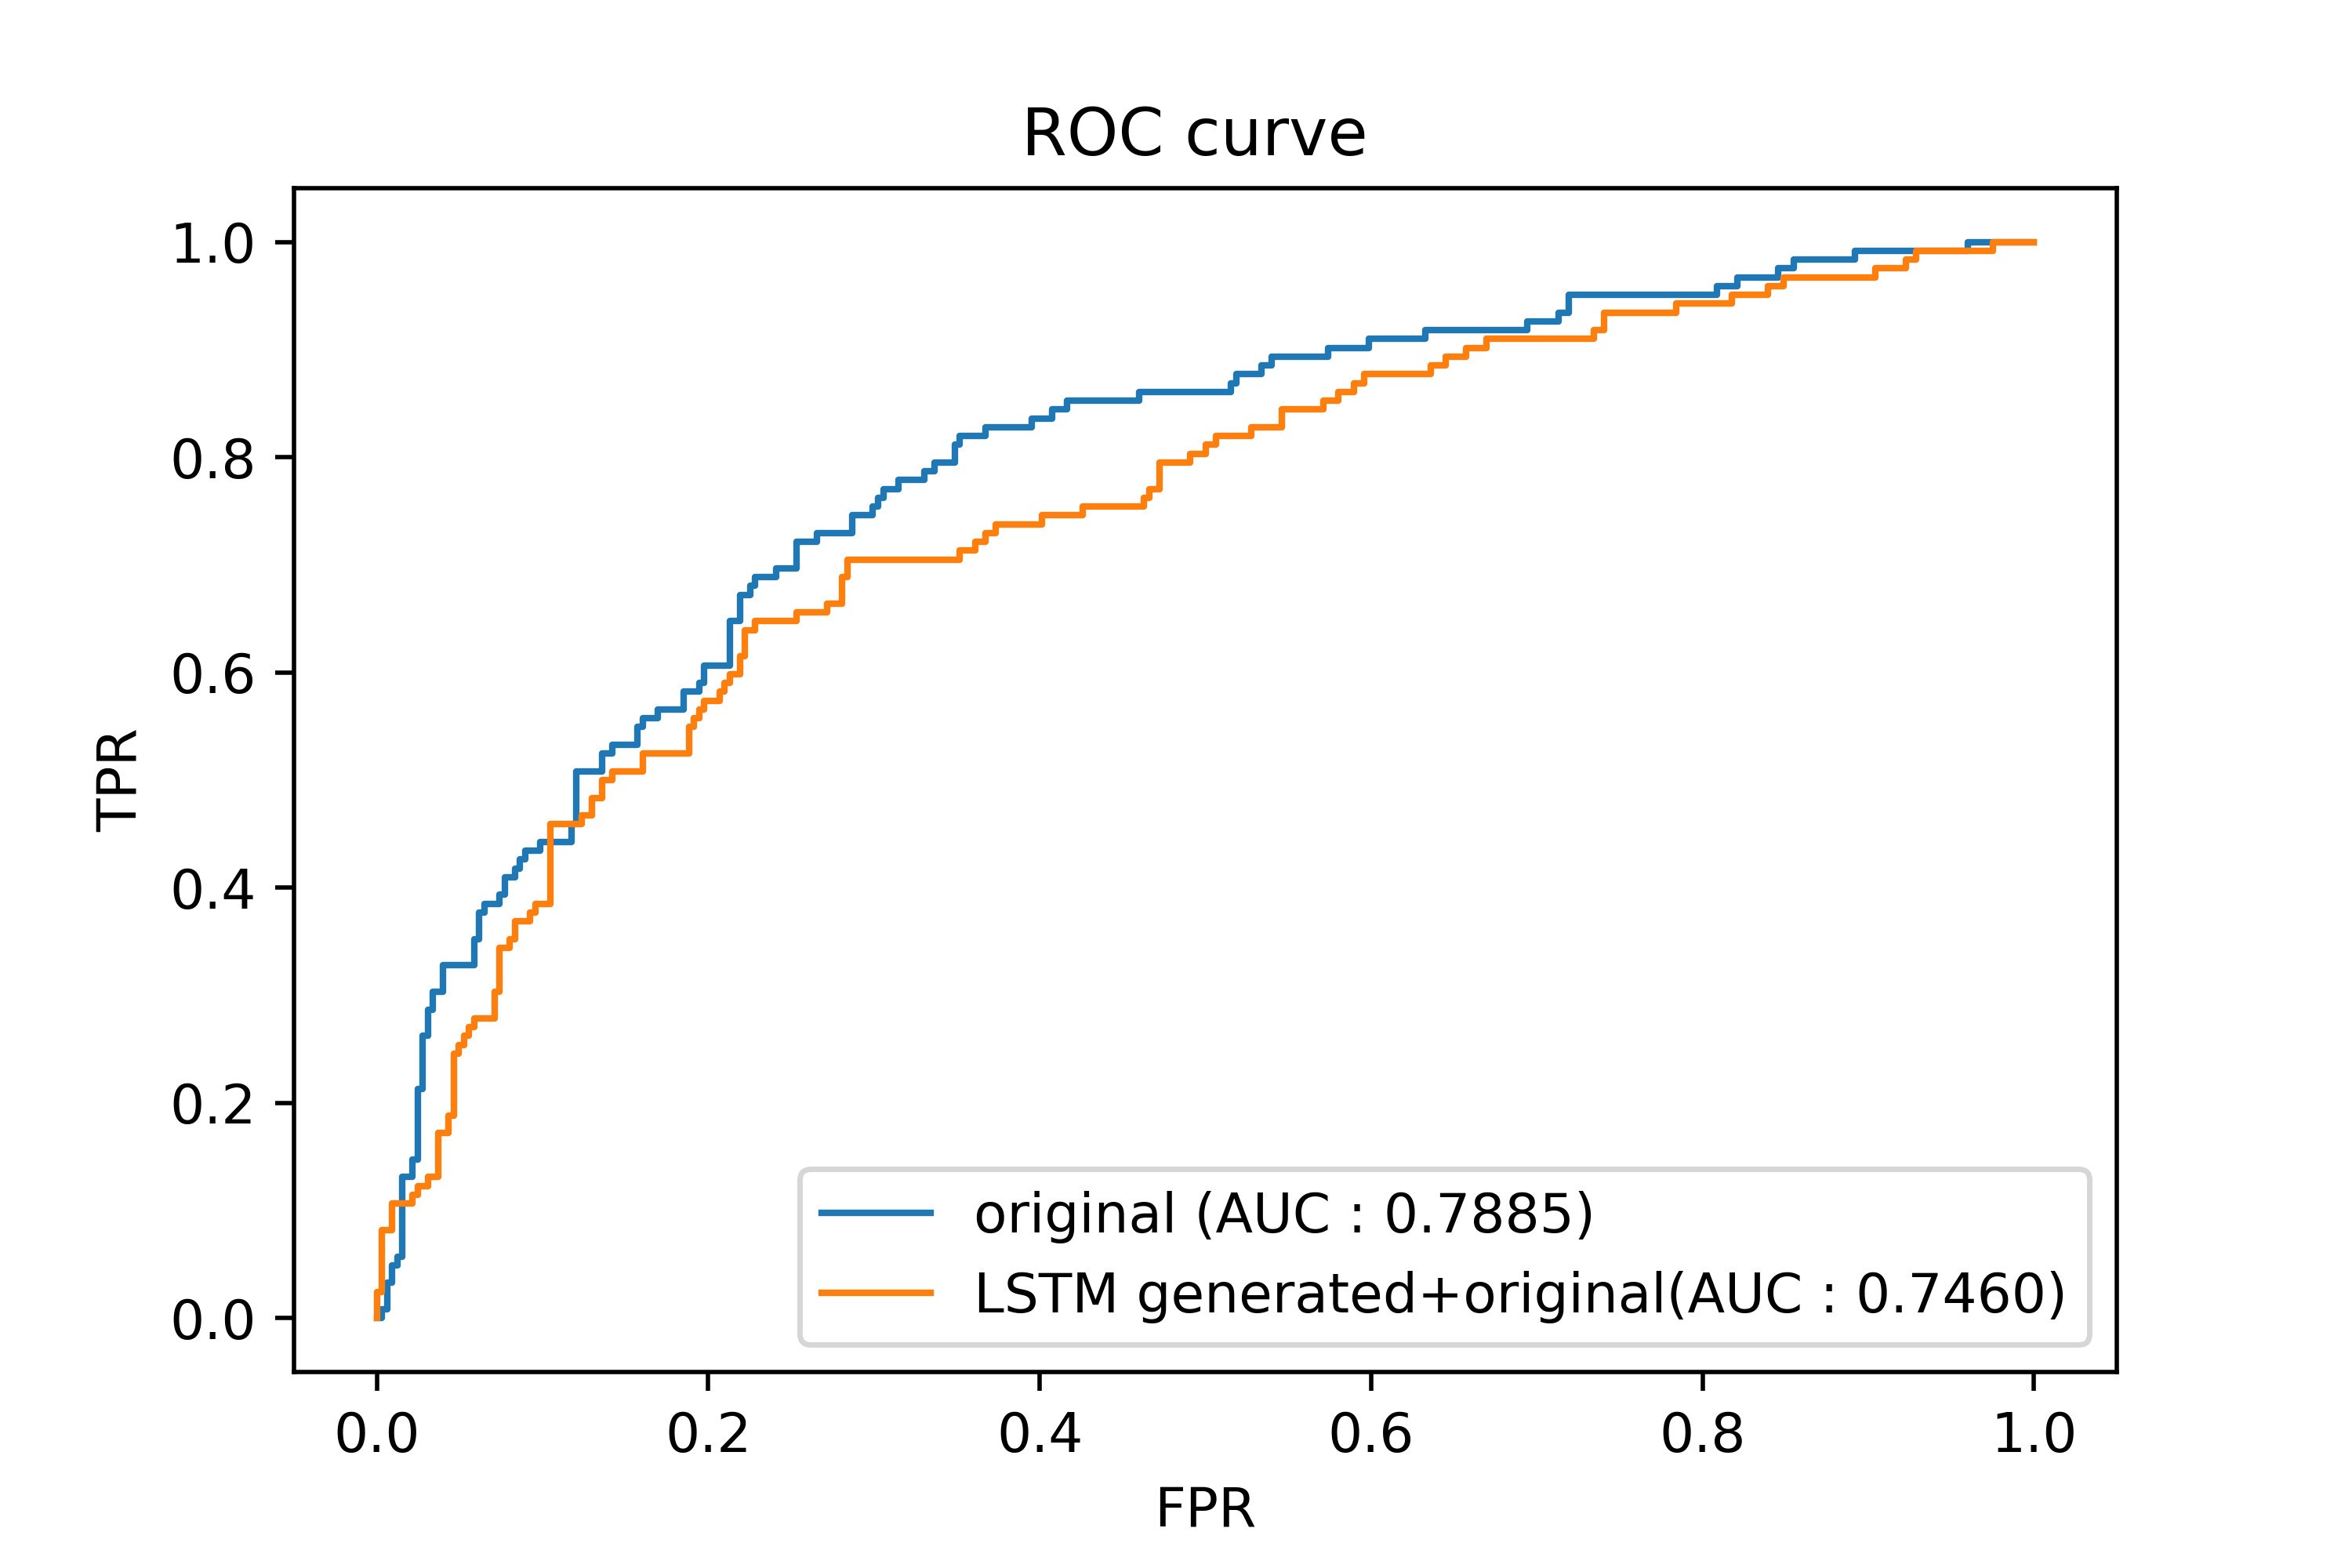 ROC curve
1.0
0.8
0.6
0.4
0.2
0.0
TPR
original (AUC : 0.7885)
LSTM generated+original(AUC : 0.7460)
0.0 0.2 0.4 0.6 0.8 1.0
FPR